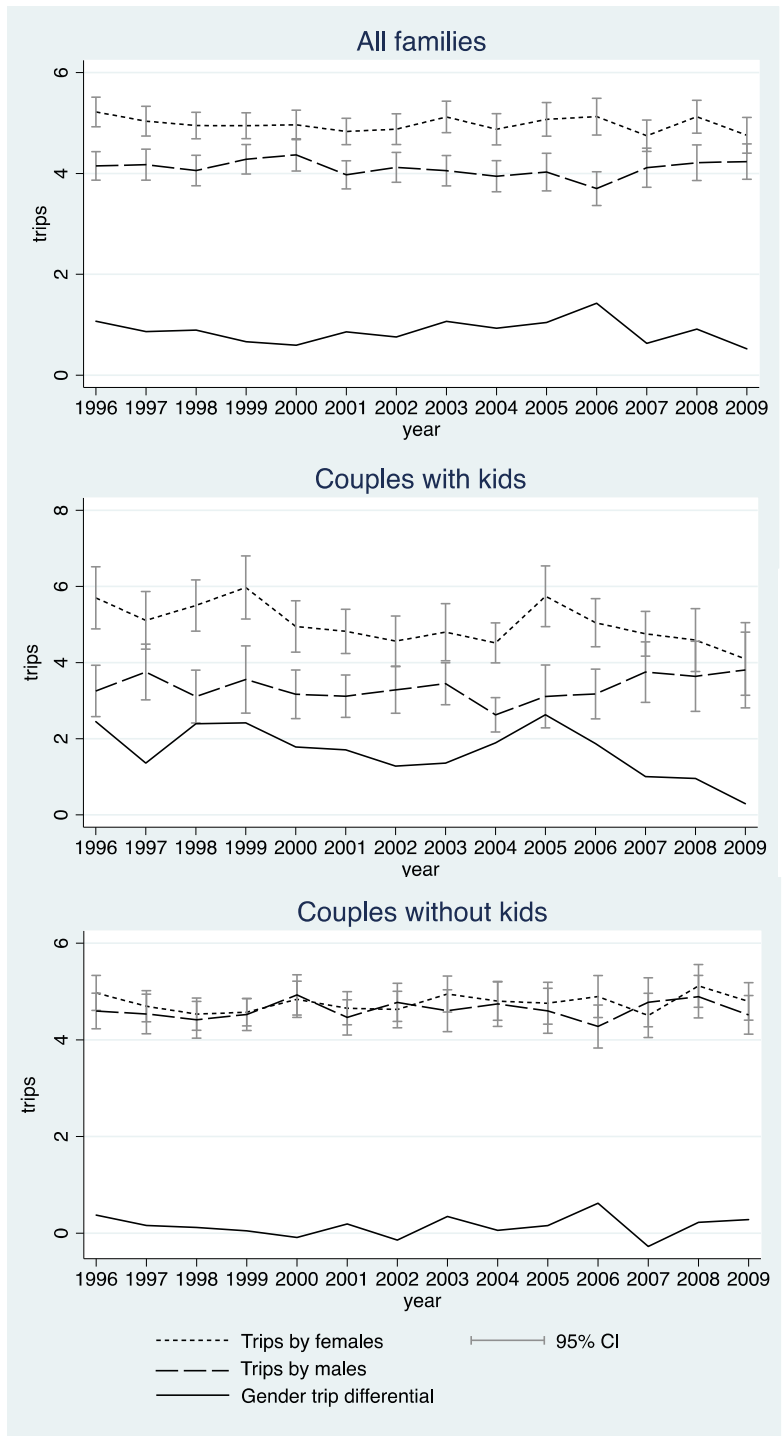 All families
6
4
2
0
trips
1996 1997 1998 1999 2000 2001 2002 2003 2004 2005 2006 2007 2008 2009
year
Couples with kids
8
6
4
2
0
trips
1996 1997 1998 1999 2000 2001 2002 2003 2004 2005 2006 2007 2008 2009
year
Couples without kids
6
4
2
0
trips
1996 1997 1998 1999 2000 2001 2002 2003 2004 2005 2006 2007 2008 2009
year
Trips by females 95% CI
Trips by males
Gender trip differential